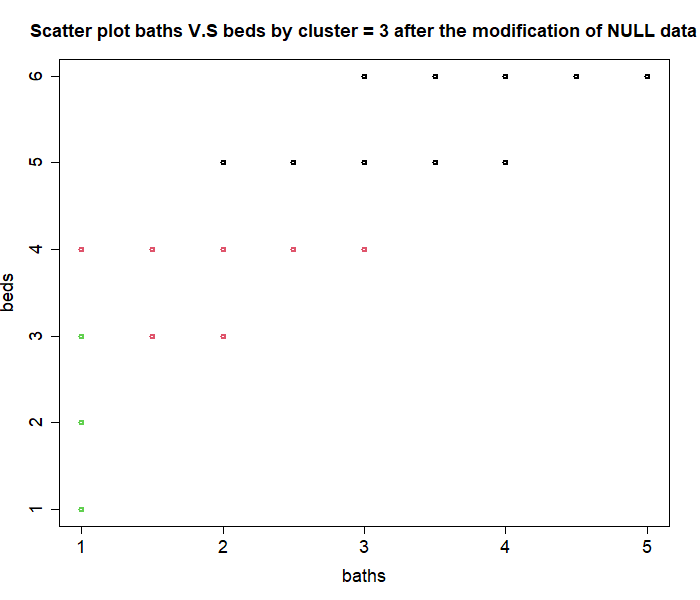 Scatter plot baths V.S beds by cluster = 3 after the modification of NULL data
6
5
4
3
2
1
beds
1 2 3 4 5
baths